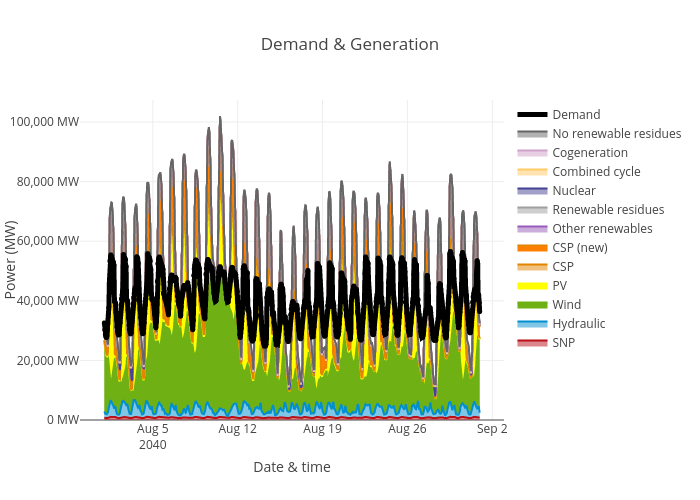 Demand & Generation
100,000 MW
80,000 MW
60,000 MW
40,000 MW
20,000 MW
0 MW
Power (MW)
Aug 5
2040
Aug 12
Aug 19
Aug 26
Sep 2
Date & time
Demand
No renewable residues
Cogeneration
Combined cycle
Nuclear
Renewable residues
Other renewables
CSP (new)
CSP
PV
Wind
Hydraulic
SNP